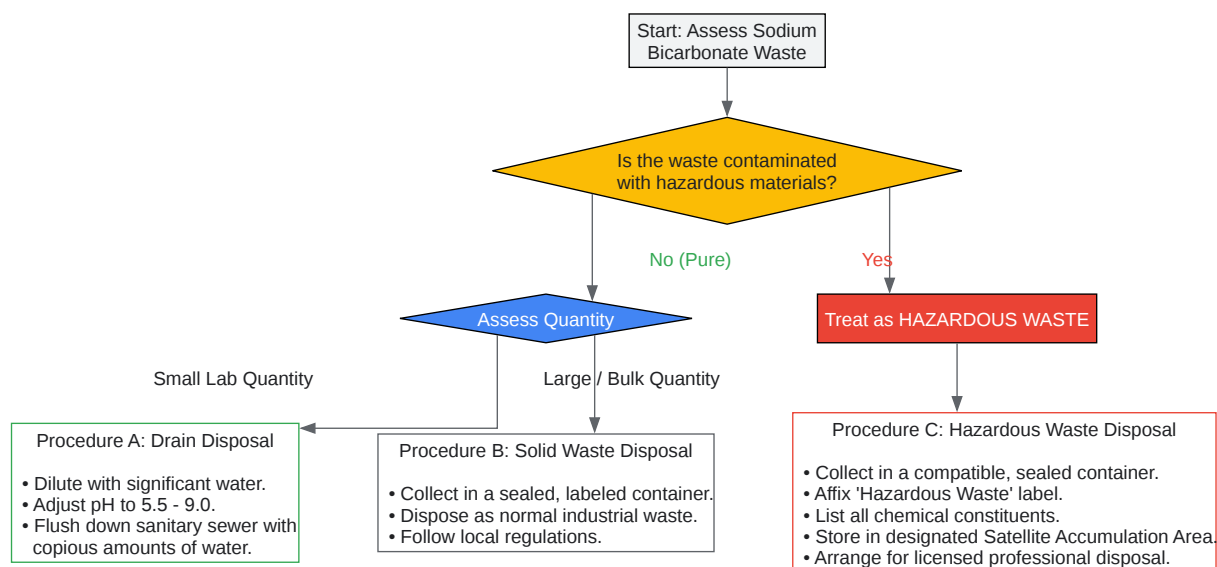 Start: Assess Sodium
Bicarbonate Waste
Is the waste contaminated
with hazardous materials?
No (Pure)
Yes
Assess Quantity
Treat as HAZARDOUS WASTE
Small Lab Quantity
Large / Bulk Quantity
Procedure A: Drain Disposal
• Dilute with significant water.
• Adjust pH to 5.5 - 9.0.
• Flush down sanitary sewer with
copious amounts of water.
Procedure B: Solid Waste Disposal
• Collect in a sealed, labeled container.
• Dispose as normal industrial waste.
• Follow local regulations.
Procedure C: Hazardous Waste Disposal
• Collect in a compatible, sealed container.
• Affix 'Hazardous Waste' label.
• List all chemical constituents.
• Store in designated Satellite Accumulation Area.
• Arrange for licensed professional disposal.